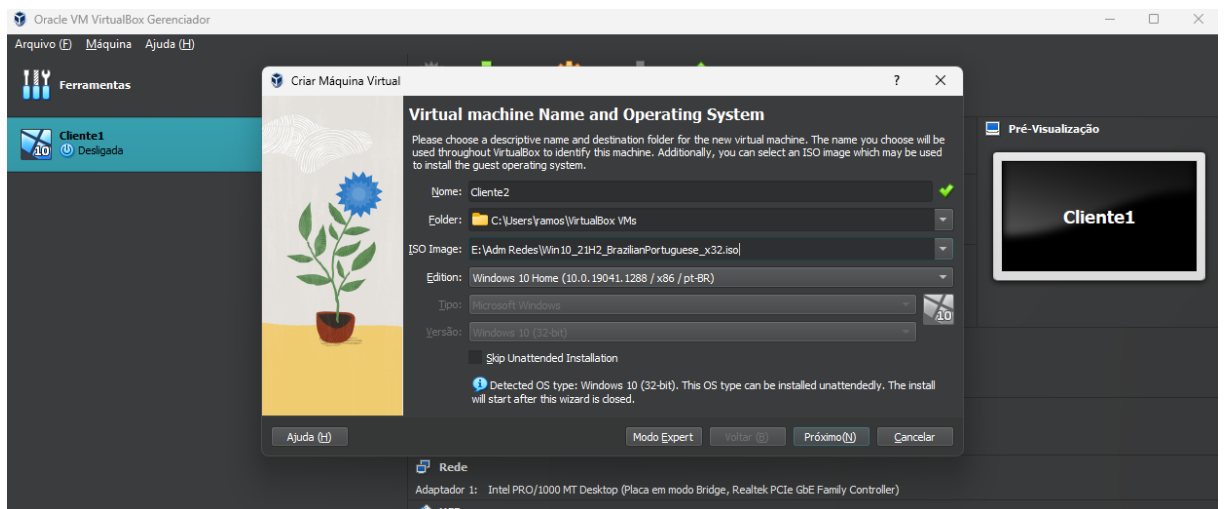 Oracle VM VirtualBox Gerenciador
Arquivo (F) Máquina Ajuda (H)
Ferramentas
Cliente1
Desligada
10
Criar Máquina Virtual
Virtual machine Name and Operating System
Please choose a descriptive name and destination folder for the new virtual machine. The name you choose will be
used throughout VirtualBox to identify this machine. Additionally, you can select an ISO image which may be used
to install the guest operating system.
Nome: Cliente2
Folder: C:\Users\ramos\VirtualBox VMs
ISO Image: E:\Adm Redes\Win10_21H2_BrazilianPortuguese_x32.iso
Edition: Windows 10 Home (10.0.19041.1288 / x86 / pt-BR)
Tipo: Microsoft Windows
Versão: Windows 10 (32-bit)
10
Skip Unattended Installation
Detected OS type: Windows 10 (32-bit). This OS type can be installed unattendedly. The install
will start after this wizard is closed.
Ajuda (H) Modo Expert Voltar (B) Próximo(N) Cancelar
Pré-Visualização
Cliente1
Rede
Adaptador 1: Intel PRO/1000 MT Desktop (Placa em modo Bridge, Realtek PCIe GbE Family Controller)